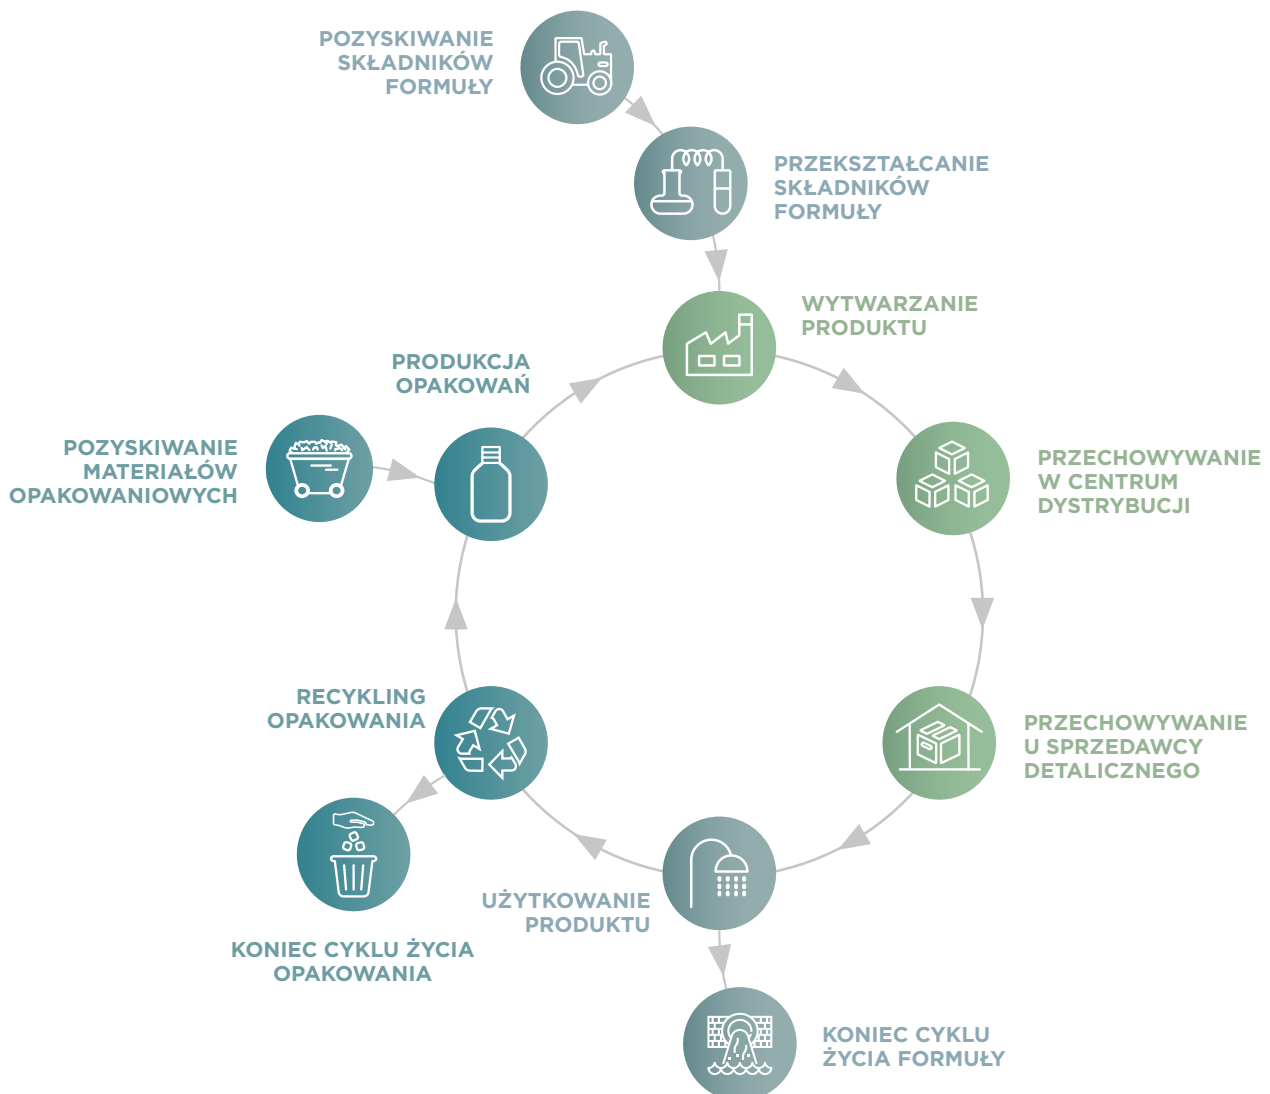 POZYSKIWANIE
SKŁADNIKÓW
FORMUŁY
PRZEKSZTAŁCANIE
SKŁADNIKÓW
FORMUŁY
WYTWARZANIE
PRODUKTU
PRODUKCJA
OPAKOWAŃ
POZYSKIWANIE
MATERIAŁÓW
OPAKOWANIOWYCH
PRZECHOWYWANIE
W CENTRUM
DYSTRYBUCJI
RECYKLING
OPAKOWANIA
PRZECHOWYWANIE
U SPRZEDAWCY
DETALICZNEGO
UŻYTKOWANIE
PRODUKTU
KONIEC CYKLU ŻYCIA
OPAKOWANIA
KONIEC CYKLU
ŻYCIA FORMUŁY